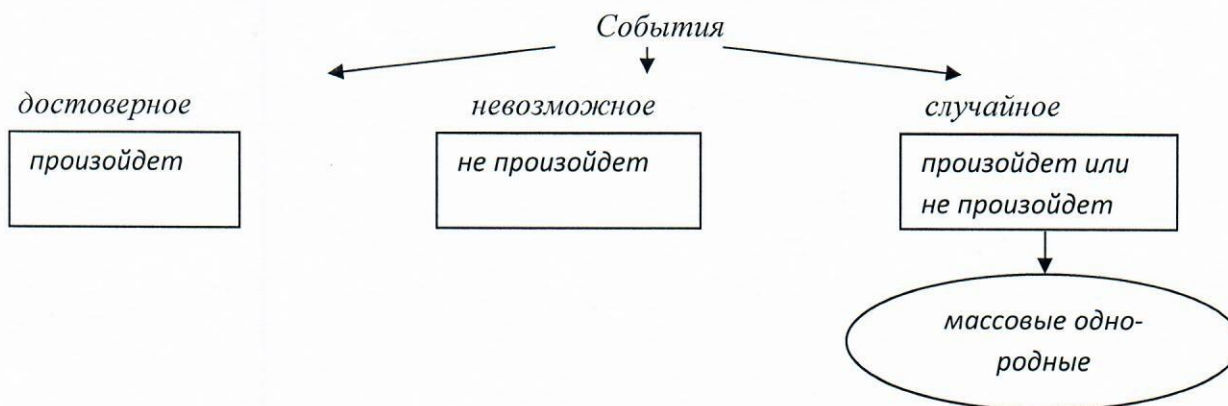 События
достоверное
невозможное
случайное
произойдет
не произойдет
произойдет или
не произойдет
массовые одно-
родные